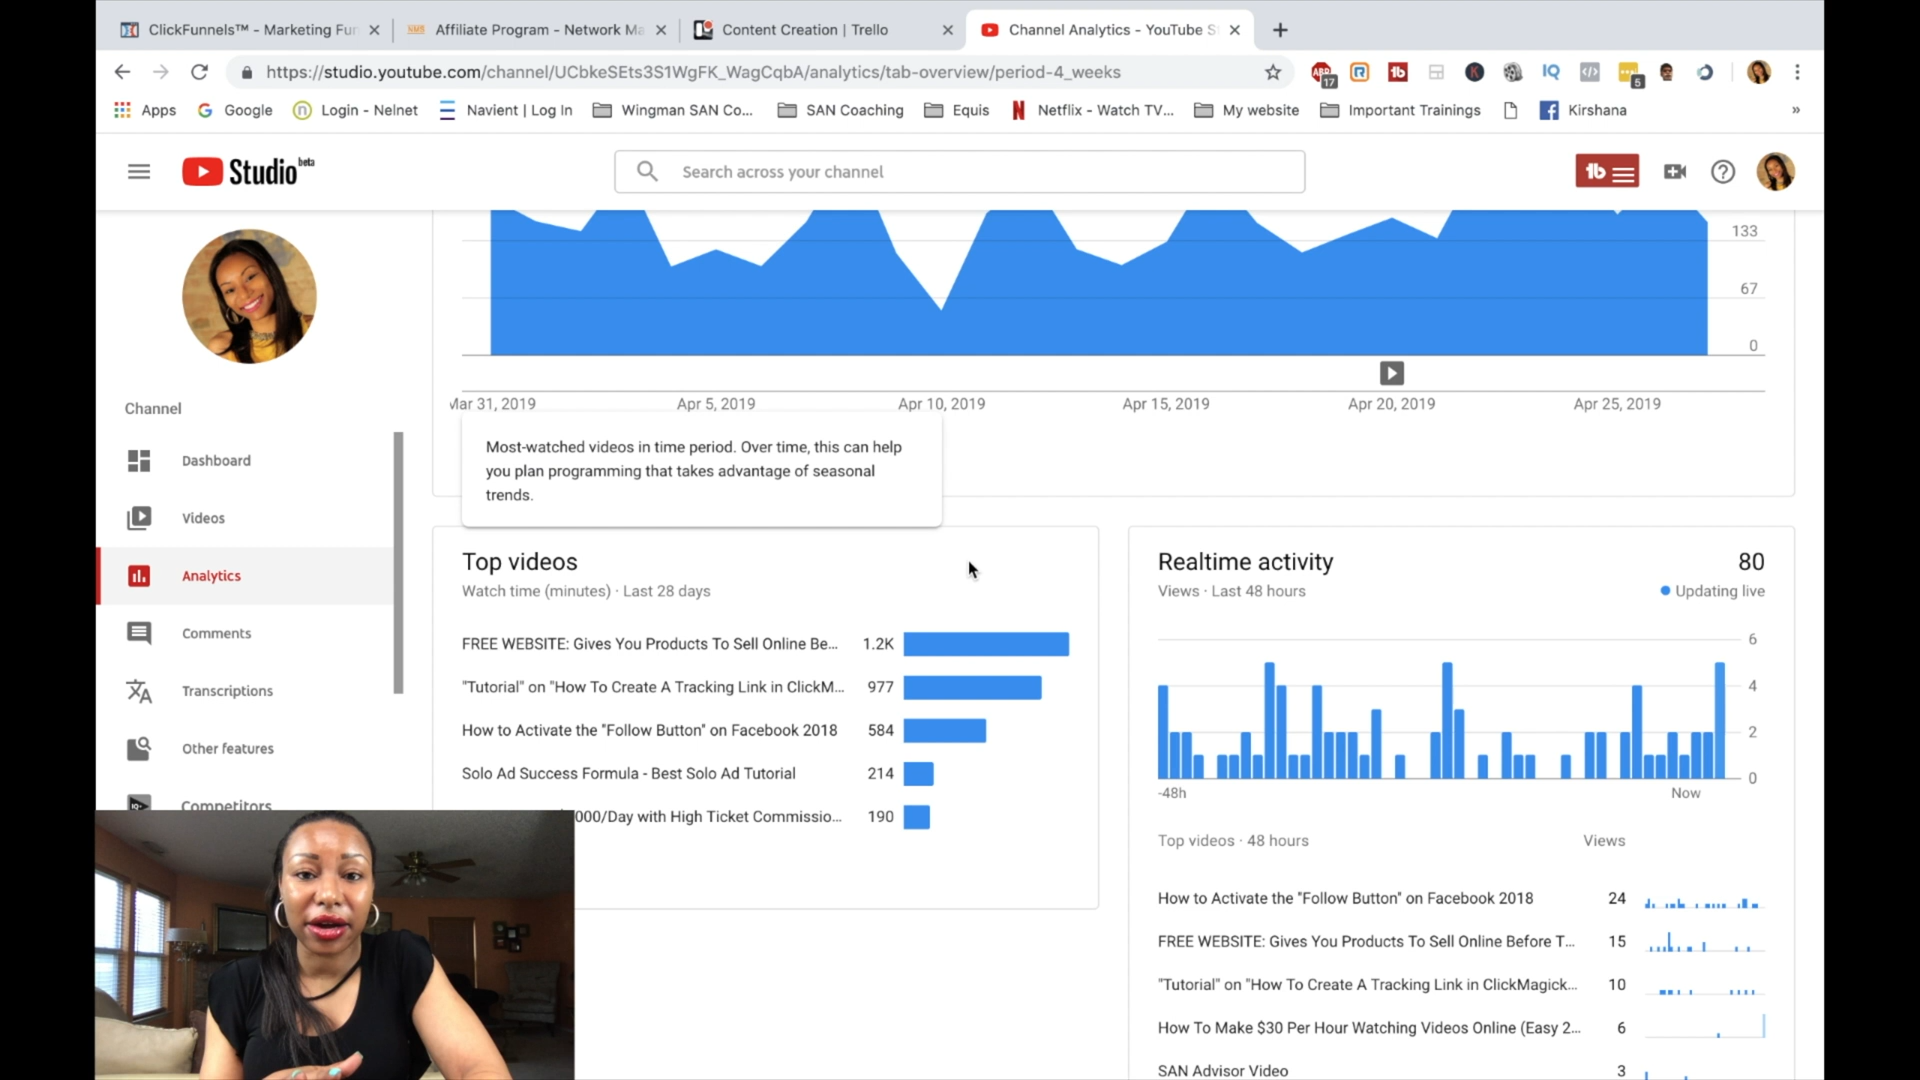 ClickFunnels™ - Marketing Fun
Affiliate Program - Network Ma
Content Creation | Trello
Channel Analytics - YouTube S
https://studio.youtube.com/channel/UCbkeSEts3S1WgFK_WagCqbA/analytics/tab-overview/period-4_weeks
17
5
Apps
Google
Login - Nelnet
Navient | Log In
Wingman SAN Co...
SAN Coaching
Equis
Netflix - Watch TV...
My website
Important Trainings
Kirshana
»
Studio beta
Search across your channel
133
67
0
Mar 31, 2019
Apr 5, 2019
Apr 10, 2019
Apr 15, 2019
Apr 20, 2019
Apr 25, 2019
Channel
Dashboard
Videos
Analytics
Comments
Transcriptions
Other features
Competitors
Most-watched videos in time period. Over time, this can help
you plan programming that takes advantage of seasonal
trends.
Top videos
Watch time (minutes) · Last 28 days
FREE WEBSITE: Gives You Products To Sell Online Be... 1.2K
"Tutorial" on "How To Create A Tracking Link in ClickM... 977
How to Activate the "Follow Button" on Facebook 2018 584
Solo Ad Success Formula - Best Solo Ad Tutorial 214
000/Day with High Ticket Commissio... 190
Realtime activity 80
Views · Last 48 hours
Updating live
6
4
2
0
-48h
Now
Top videos · 48 hours Views
How to Activate the "Follow Button" on Facebook 2018 24
FREE WEBSITE: Gives You Products To Sell Online Before T... 15
"Tutorial" on "How To Create A Tracking Link in ClickMagick... 10
How To Make $30 Per Hour Watching Videos Online (Easy 2... 6
SAN Advisor Video 3